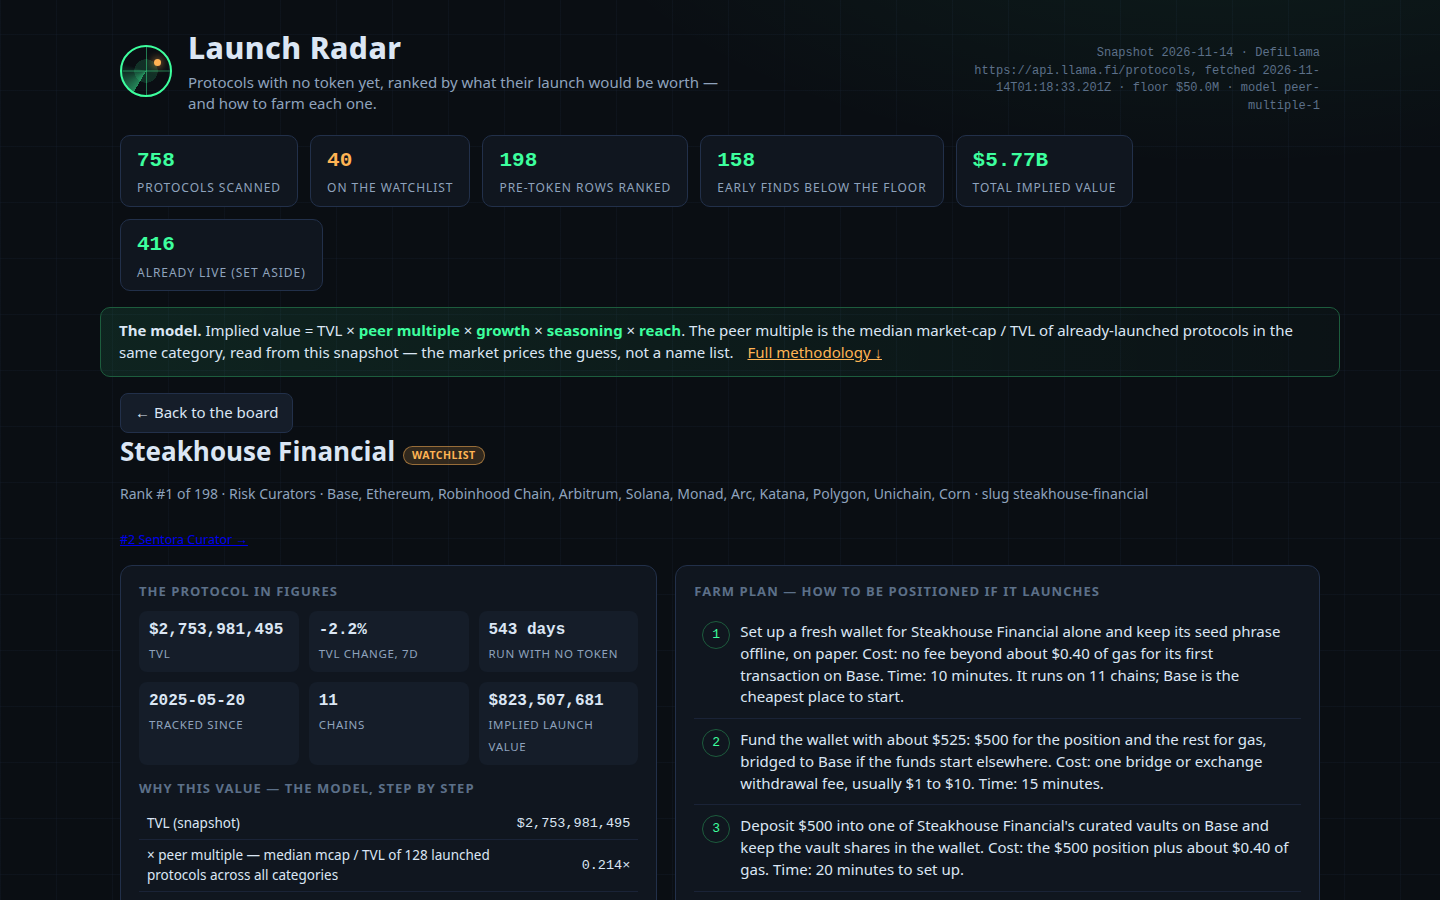 Launch Radar
Protocols with no token yet, ranked by what their launch would be worth —
and how to farm each one.
Snapshot 2026-11-14 · DefiLlama
https://api.llama.fi/protocols, fetched 2026-11-
14T01:18:33.201Z · floor $50.0M · model peer-
multiple-1
758
PROTOCOLS SCANNED
40
ON THE WATCHLIST
198
PRE-TOKEN ROWS RANKED
158
EARLY FINDS BELOW THE FLOOR
$5.77B
TOTAL IMPLIED VALUE
416
ALREADY LIVE (SET ASIDE)
The model. Implied value = TVL × peer multiple × growth × seasoning × reach. The peer multiple is the median market-cap / TVL of already-launched protocols in the
same category, read from this snapshot — the market prices the guess, not a name list. Full methodology ↓
← Back to the board
Steakhouse Financial WATCHLIST
Rank #1 of 198 · Risk Curators · Base, Ethereum, Robinhood Chain, Arbitrum, Solana, Monad, Arc, Katana, Polygon, Unichain, Corn · slug steakhouse-financial
#2 Sentora Curator →
THE PROTOCOL IN FIGURES
$2,753,981,495
TVL
-2.2%
TVL CHANGE, 7D
543 days
RUN WITH NO TOKEN
2025-05-20
TRACKED SINCE
11
CHAINS
$823,507,681
IMPLIED LAUNCH
VALUE
WHY THIS VALUE — THE MODEL, STEP BY STEP
TVL (snapshot) $2,753,981,495
× peer multiple — median mcap / TVL of 128 launched
protocols across all categories 0.214×
FARM PLAN — HOW TO BE POSITIONED IF IT LAUNCHES
1 Set up a fresh wallet for Steakhouse Financial alone and keep its seed phrase
offline, on paper. Cost: no fee beyond about $0.40 of gas for its first
transaction on Base. Time: 10 minutes. It runs on 11 chains; Base is the
cheapest place to start.
2 Fund the wallet with about $525: $500 for the position and the rest for gas,
bridged to Base if the funds start elsewhere. Cost: one bridge or exchange
withdrawal fee, usually $1 to $10. Time: 15 minutes.
3 Deposit $500 into one of Steakhouse Financial's curated vaults on Base and
keep the vault shares in the wallet. Cost: the $500 position plus about $0.40 of
gas. Time: 20 minutes to set up.